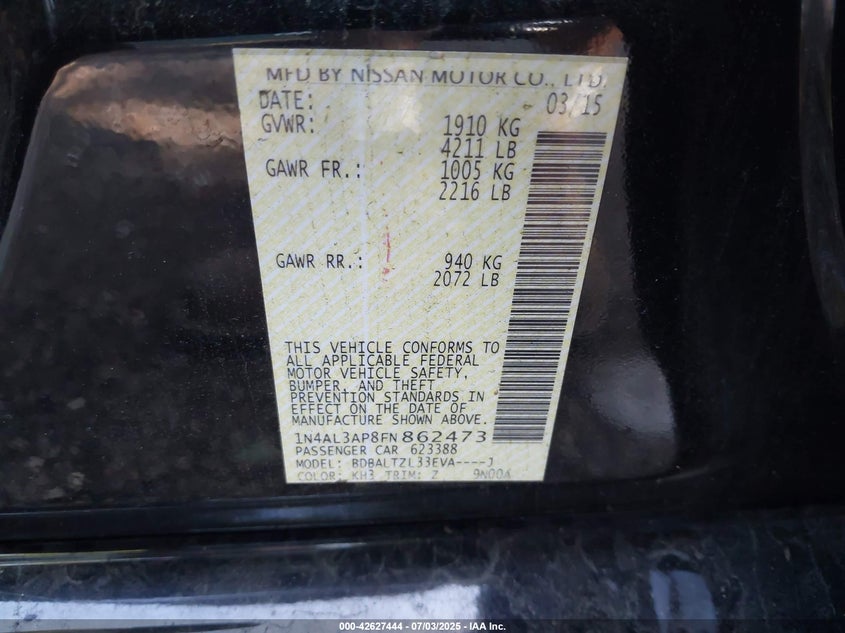 MFD BY NISSAN MOTOR CO., LTD.
DATE: 03/15
GVWR: 1910 KG
4211 LB
GAWR FR.: 1005 KG
2216 LB
GAWR RR.: 940 KG
2072 LB
THIS VEHICLE CONFORMS TO
ALL APPLICABLE FEDERAL
MOTOR VEHICLE SAFETY,
BUMPER, AND THEFT
PREVENTION STANDARDS IN
EFFECT ON THE DATE OF
MANUFACTURE SHOWN ABOVE.
1N4AL3AP8FN862473
PASSENGER CAR 623388
MODEL: BDBALTZL33EVA----J
COLOR: KH3 TRIM: Z 9N00A
000-42627444 - 07/03/2025 - IAA Inc.